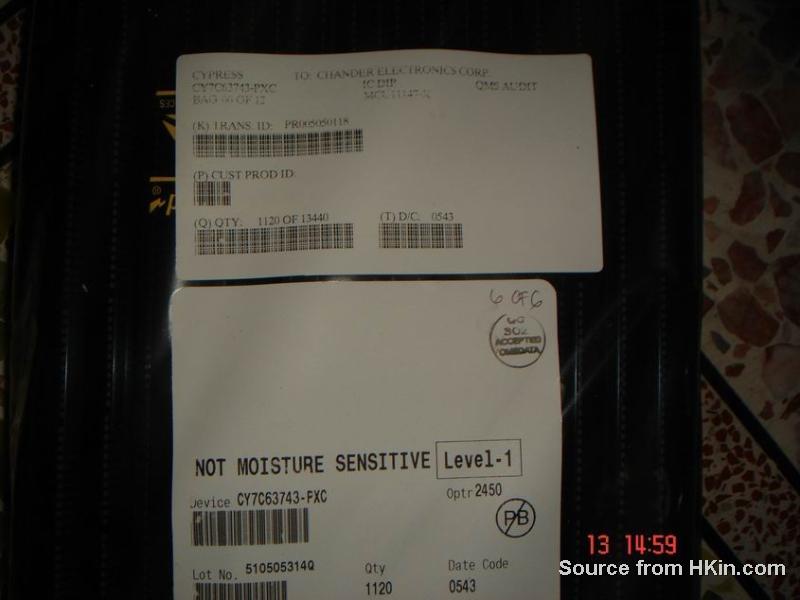 CYPRESS TO: CHANDER ELECTRONICS CORP.
CY7C63743-PXC IC DIP QMS AUDIT
BAG 06 OF 12
(K) TRANS. ID: PR005050118
(P) CUST PROD ID:
(Q) QTY: 1120 OF 13440 (T) D/C: 0543
6 OF 6
ACCEPTED
NOT MOISTURE SENSITIVE Level-1
Device CY7C63743-PXC Optr 2450
PB
Lot No. 510505314Q Qty Date Code
1120 0543
13 14:59
Source from HKin.com